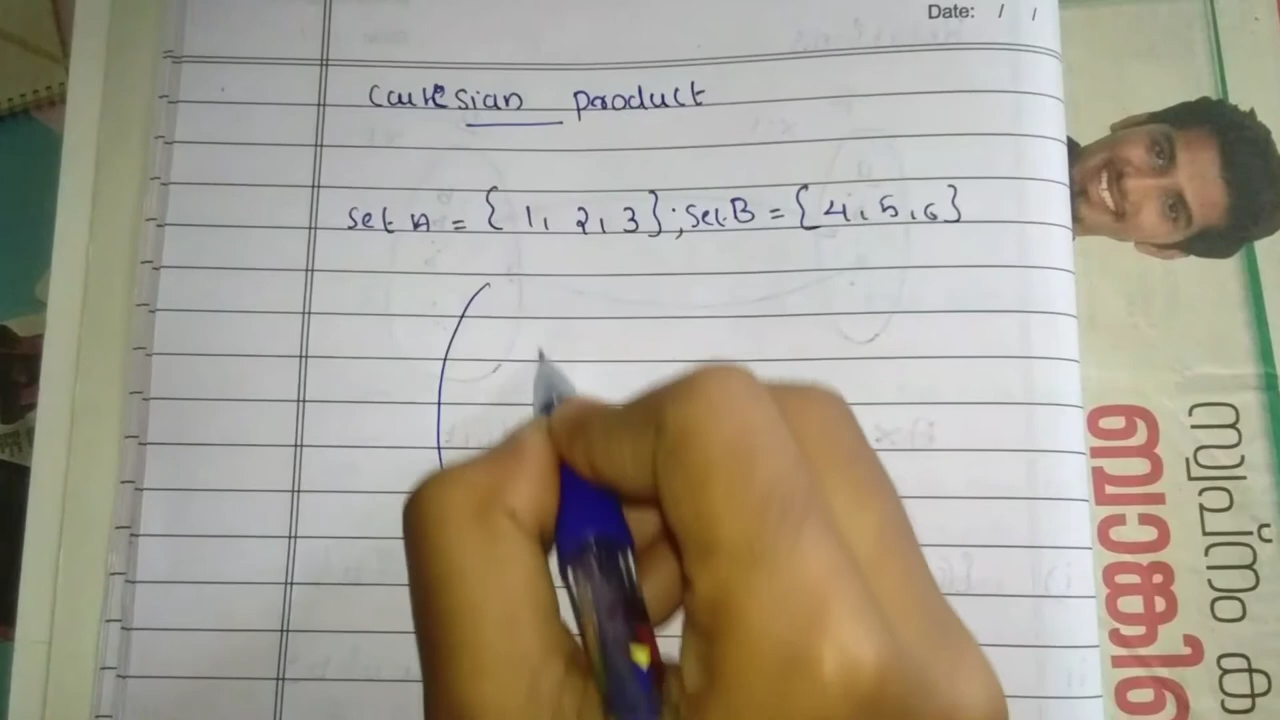 Date: / /
Cartesian product
Set A = { 1, 2, 3 } ; Set B = { 4, 5, 6 }